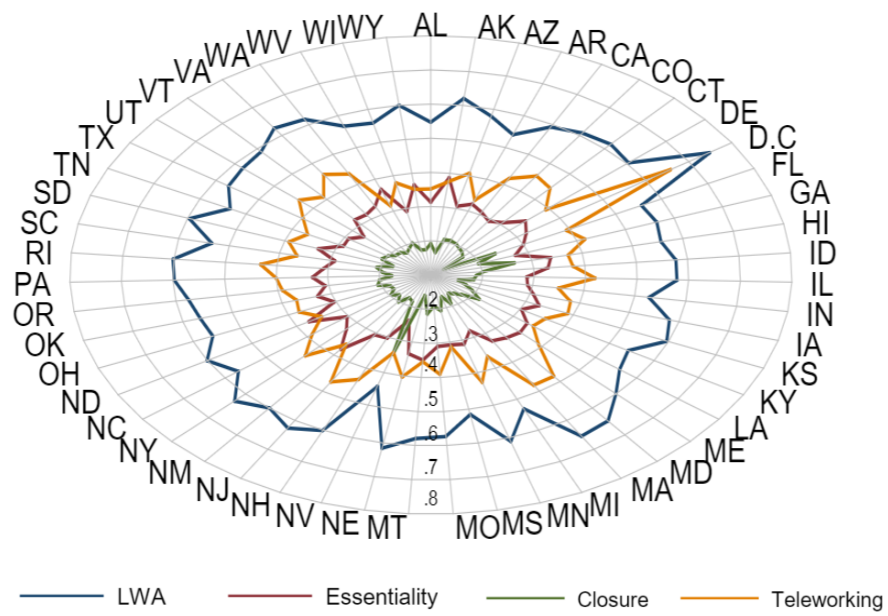 AL
AK
AZ
AR
CA
CO
CT
DE
D.C
FL
GA
HI
ID
IL
IN
IA
KS
KY
LA
ME
MD
MA
MI
MN
MS
MO
MT
NE
NV
NH
NJ
NM
NY
NC
ND
OH
OK
OR
PA
RI
SC
SD
TN
TX
UT
VT
VA
WA
WV
WI
WY
.2
.3
.4
.5
.6
.7
.8
LWA Essentiality Closure Teleworking